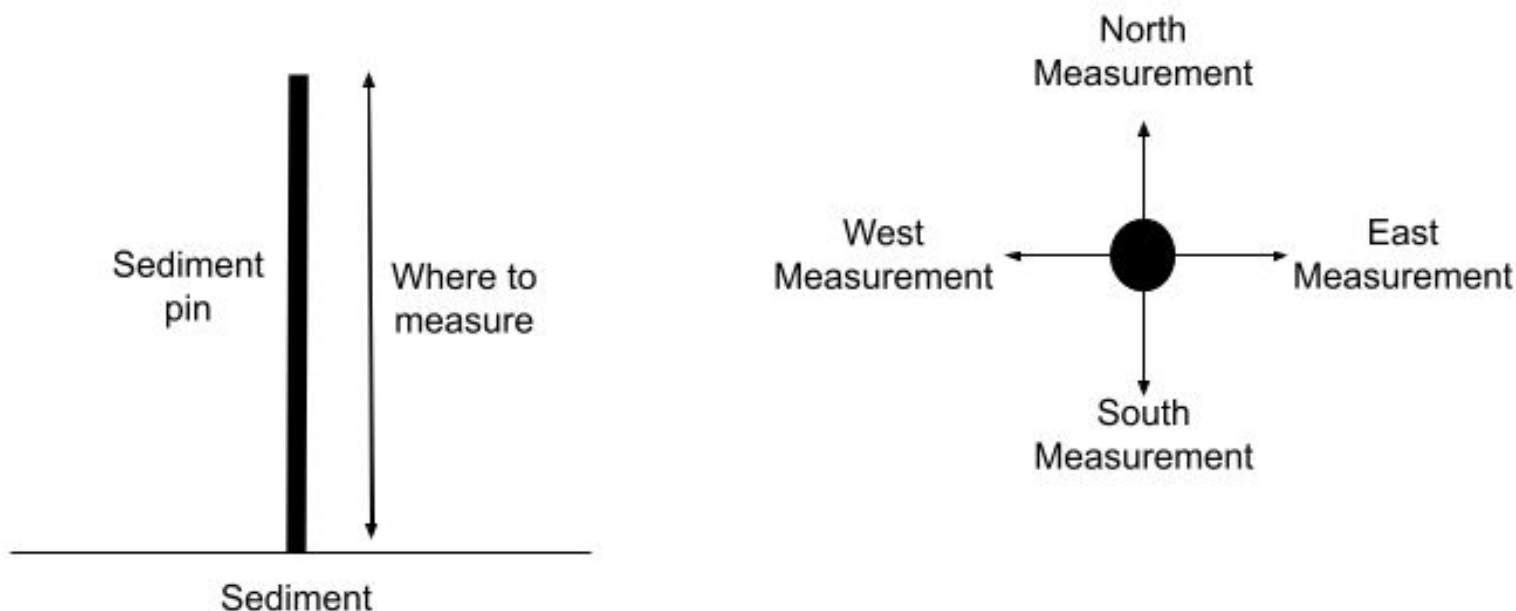 Sediment
pin
Where to
measure
Sediment
North
Measurement
West
Measurement
East
Measurement
South
Measurement